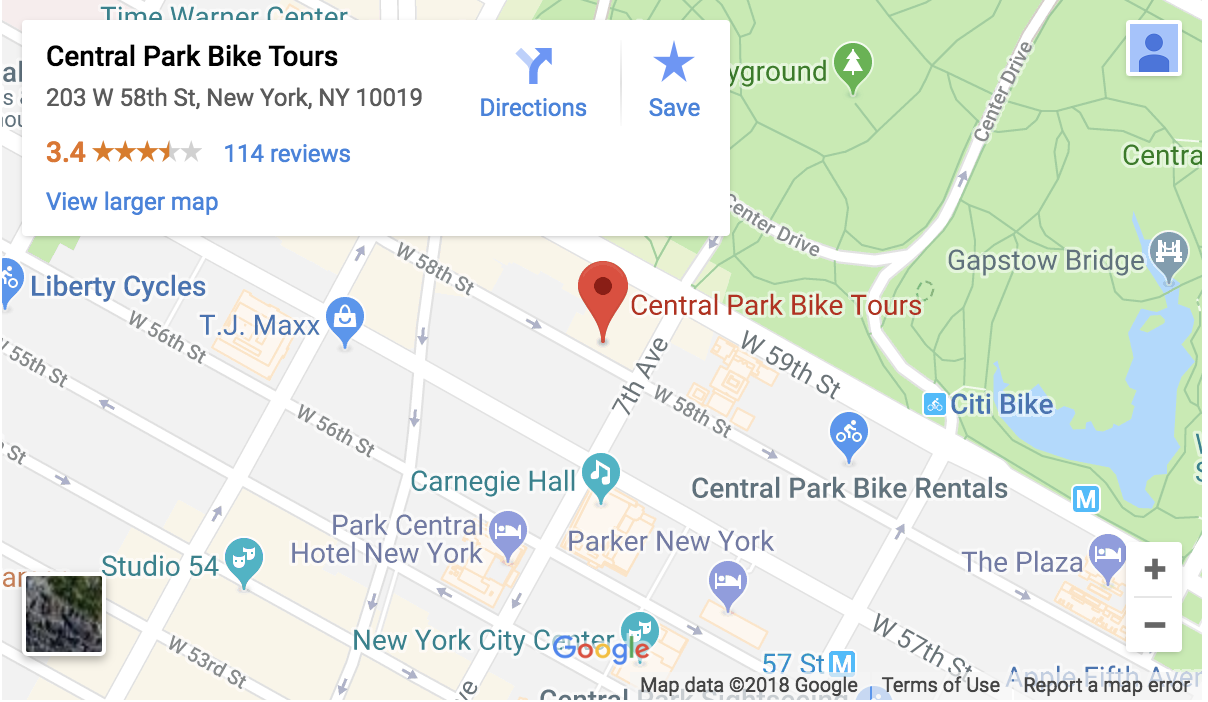 Time Warner Center
Central Park Bike Tours
203 W 58th St, New York, NY 10019
3.4
114 reviews
View larger map
Directions
Save
yground
Center Drive
Centra
Center Drive
Gapstow Bridge
W 58th St
Liberty Cycles
T.J. Maxx
W 56th St
55th St
Central Park Bike Tours
7th Ave
W 59th St
W 58th St
Citi Bike
W 56th St
St
Carnegie Hall
Central Park Bike Rentals
M
Park Central
Hotel New York
Parker New York
Studio 54
The Plaza
+
−
New York City Center
W 53rd St
W 57th St
57 St M
Apple Fifth Aven
Google
Central Park Sightseeing
Map data ©2018 Google
Terms of Use
Report a map error